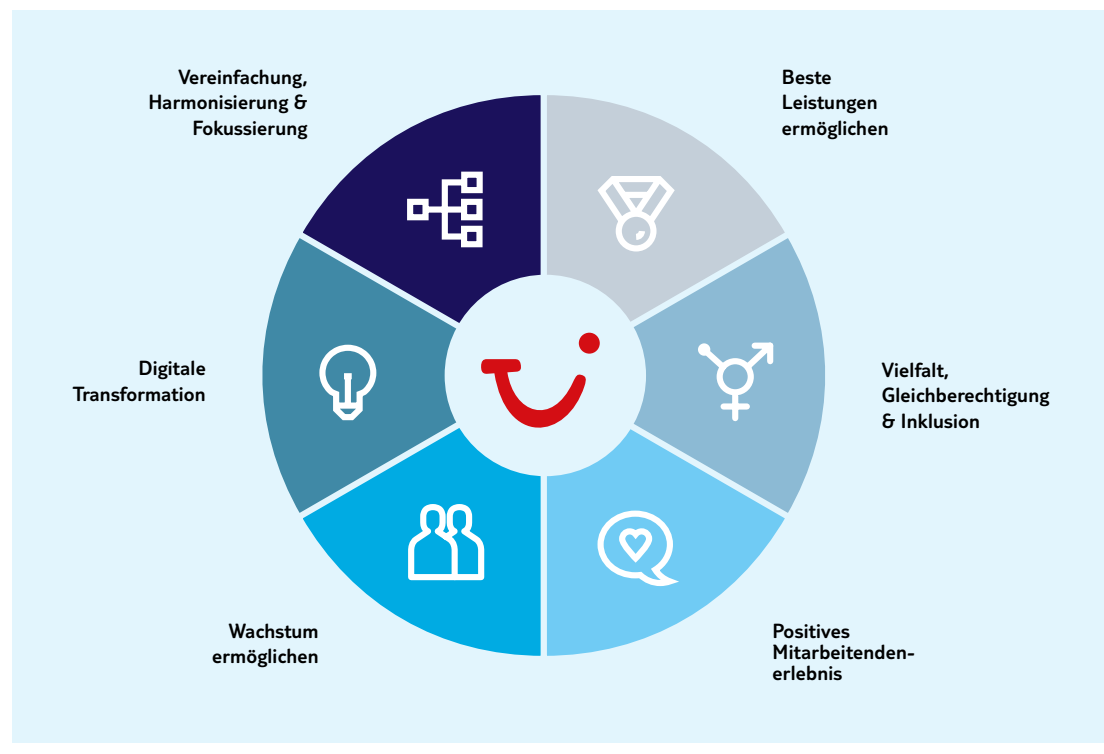 Vereinfachung,
Harmonisierung &
Fokussierung
Beste
Leistungen
ermöglichen
Digitale
Transformation
Vielfalt,
Gleichberechtigung
& Inklusion
Wachstum
ermöglichen
Positives
Mitarbeitenden-
erlebnis